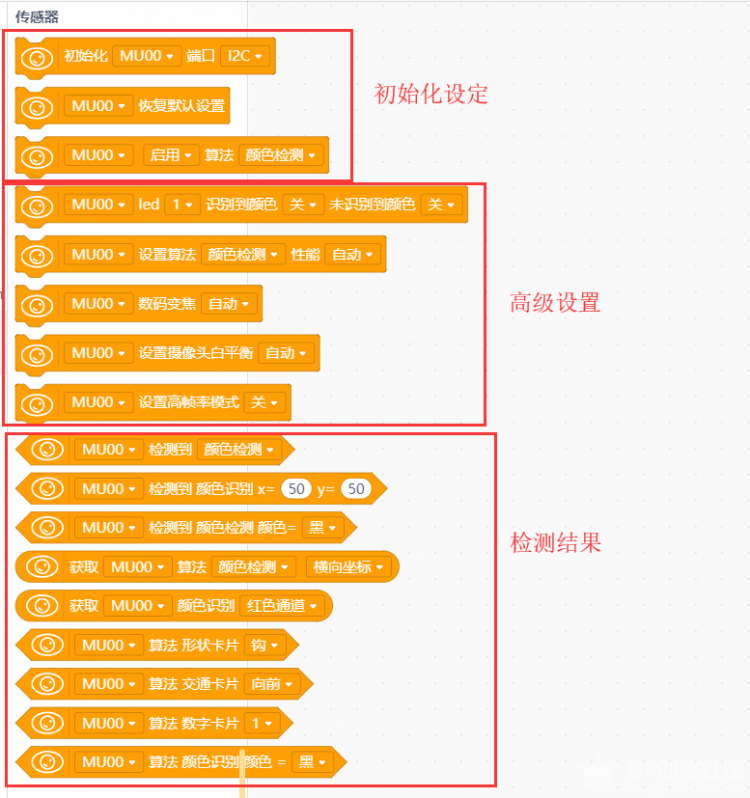 传感器
初始化 MU00 端口 I2C
MU00 恢复默认设置
MU00 启用 算法 颜色检测
初始化设定
MU00 led 1 识别到颜色 关 未识别到颜色 关
MU00 设置算法 颜色检测 性能 自动
MU00 数码变焦 自动
MU00 设置摄像头白平衡 自动
MU00 设置高帧率模式 关
高级设置
MU00 检测到 颜色检测
MU00 检测到 颜色识别 x= 50 y= 50
MU00 检测到 颜色检测 颜色= 黑
获取 MU00 算法 颜色检测 横向坐标
获取 MU00 颜色识别 红色通道
MU00 算法 形状卡片 钩
MU00 算法 交通卡片 向前
MU00 算法 数字卡片 1
MU00 算法 颜色识别 颜色 = 黑
检测结果